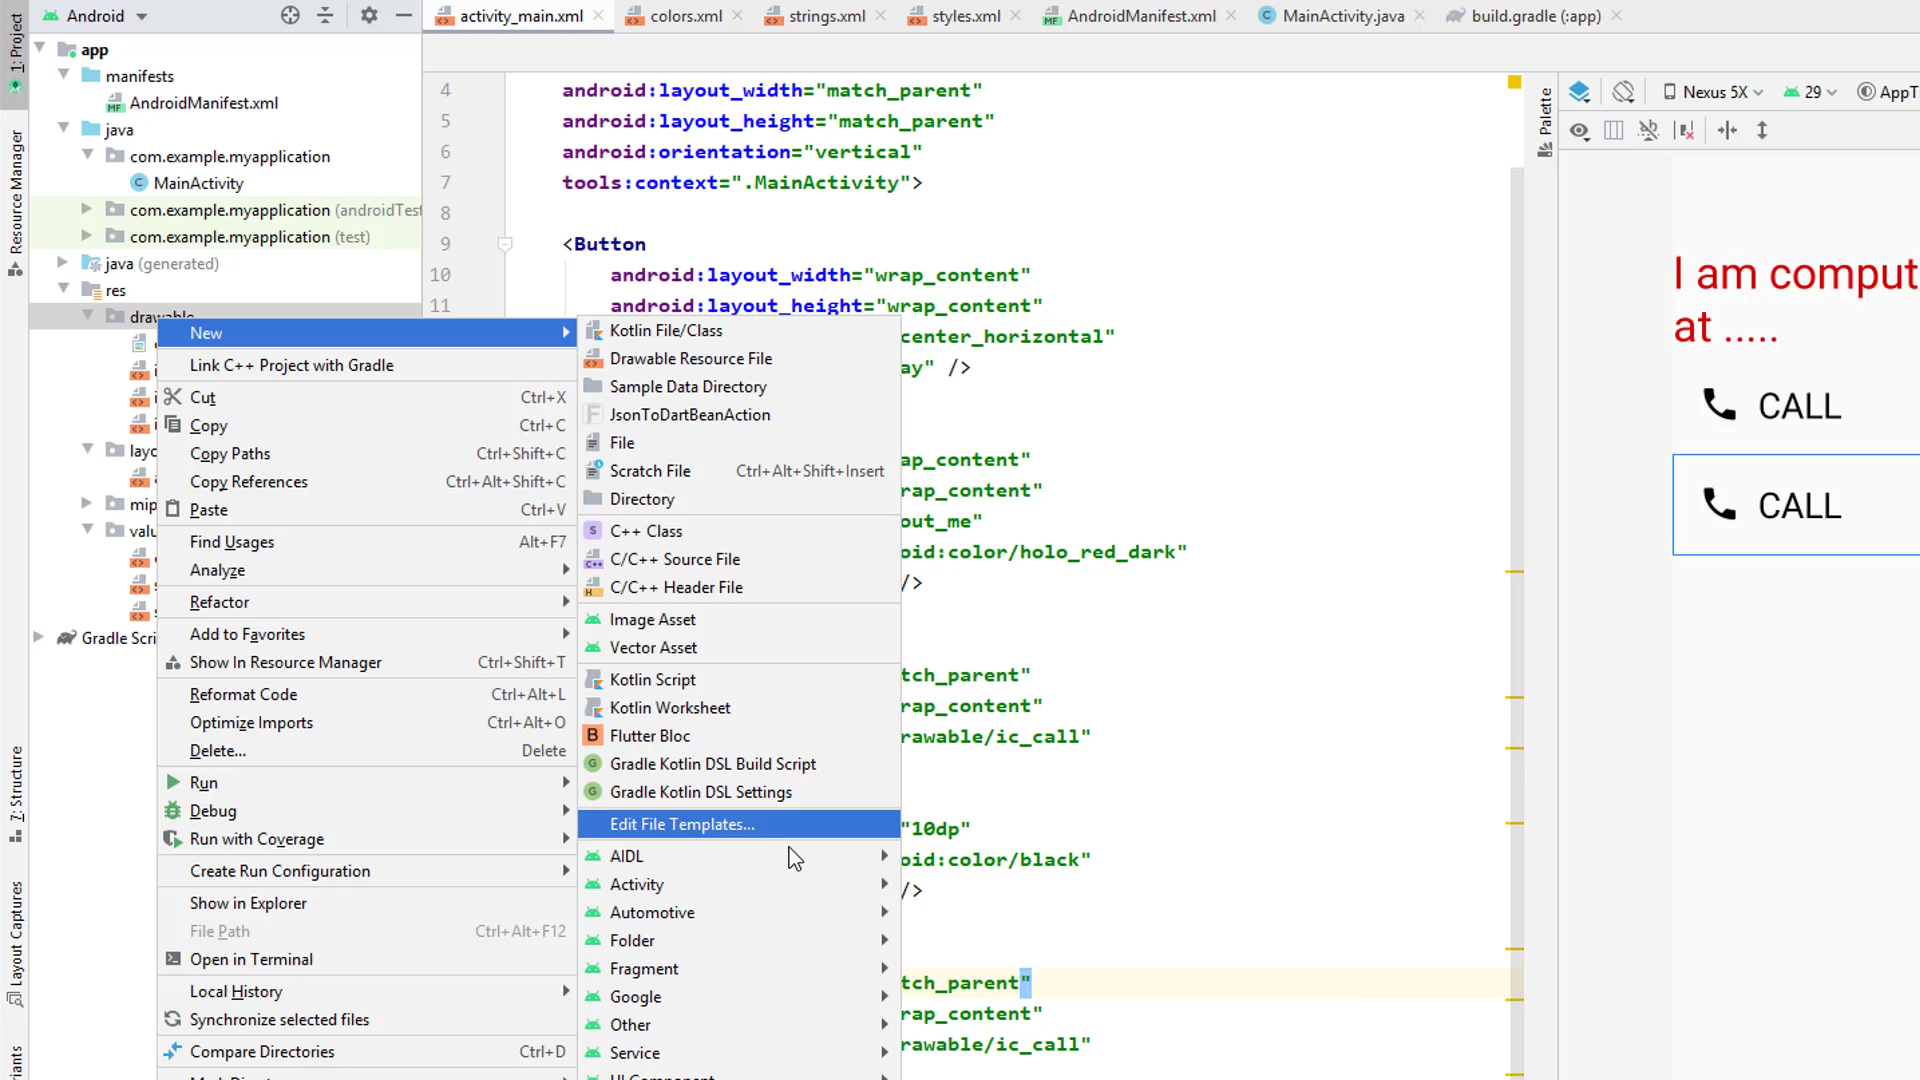 Android
activity_main.xml
colors.xml
strings.xml
styles.xml
AndroidManifest.xml
MainActivity.java
build.gradle (:app)
1: Project
Resource Manager
7: Structure
Layout Captures
app
manifests
AndroidManifest.xml
java
com.example.myapplication
MainActivity
com.example.myapplication (androidTest
com.example.myapplication (test)
java (generated)
res
drawable
New
Link C++ Project with Gradle
Cut Ctrl+X
Copy Ctrl+C
Copy Paths Ctrl+Shift+C
Copy References Ctrl+Alt+Shift+C
Paste Ctrl+V
Find Usages Alt+F7
Analyze
Refactor
Add to Favorites
Show In Resource Manager Ctrl+Shift+T
Reformat Code Ctrl+Alt+L
Optimize Imports Ctrl+Alt+O
Delete... Delete
Run
Debug
Run with Coverage
Create Run Configuration
Show in Explorer
File Path Ctrl+Alt+F12
Open in Terminal
Local History
Synchronize selected files
Compare Directories Ctrl+D
Kotlin File/Class
Drawable Resource File
Sample Data Directory
JsonToDartBeanAction
File
Scratch File Ctrl+Alt+Shift+Insert
Directory
C++ Class
C/C++ Source File
C/C++ Header File
Image Asset
Vector Asset
Kotlin Script
Kotlin Worksheet
Flutter Bloc
Gradle Kotlin DSL Build Script
Gradle Kotlin DSL Settings
Edit File Templates...
AIDL
Activity
Automotive
Folder
Fragment
Google
Other
Service
4 android:layout_width="match_parent"
5 android:layout_height="match_parent"
6 android:orientation="vertical"
7 tools:context=".MainActivity">
8
9 <Button
10 android:layout_width="wrap_content"
11 android:layout_height="wrap_content"
center_horizontal"
ay" />
ap_content"
rap_content"
out_me"
oid:color/holo_red_dark"
/>
tch_parent"
rap_content"
rawable/ic_call"
"10dp"
oid:color/black"
/>
tch_parent"
rap_content"
rawable/ic_call"
layo
mip
valu
Gradle Scri
Palette
Nexus 5X
29
AppT
I am comput
at .....
CALL
CALL